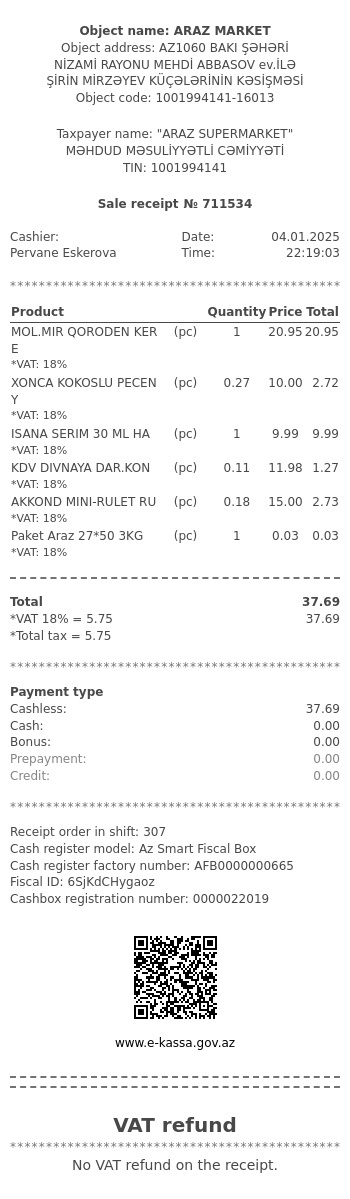 Object name: ARAZ MARKET
Object address: AZ1060 BAKI ŞƏHƏRİ
NİZAMİ RAYONU MEHDİ ABBASOV ev.İLƏ
ŞİRİN MİRZƏYEV KÜÇƏLƏRİNİN KƏSİŞMƏSİ
Object code: 1001994141-16013
Taxpayer name: "ARAZ SUPERMARKET"
MƏHDUD MƏSULİYYƏTLİ CƏMİYYƏTİ
TIN: 1001994141
Sale receipt № 711534
Cashier: Date: 04.01.2025
Pervane Eskerova Time: 22:19:03
************************************************
Product Quantity Price Total
MOL.MIR QORODEN KER (pc) 1 20.95 20.95
E
*VAT: 18%
XONCA KOKOSLU PECEN (pc) 0.27 10.00 2.72
Y
*VAT: 18%
ISANA SERIM 30 ML HA (pc) 1 9.99 9.99
*VAT: 18%
KDV DIVNAYA DAR.KON (pc) 0.11 11.98 1.27
*VAT: 18%
AKKOND MINI-RULET RU (pc) 0.18 15.00 2.73
*VAT: 18%
Paket Araz 27*50 3KG (pc) 1 0.03 0.03
*VAT: 18%
Total 37.69
*VAT 18% = 5.75 37.69
*Total tax = 5.75
************************************************
Payment type
Cashless: 37.69
Cash: 0.00
Bonus: 0.00
Prepayment: 0.00
Credit: 0.00
************************************************
Receipt order in shift: 307
Cash register model: Az Smart Fiscal Box
Cash register factory number: AFB0000000665
Fiscal ID: 6SjKdCHygaoz
Cashbox registration number: 0000022019
www.e-kassa.gov.az
VAT refund
************************************************
No VAT refund on the receipt.